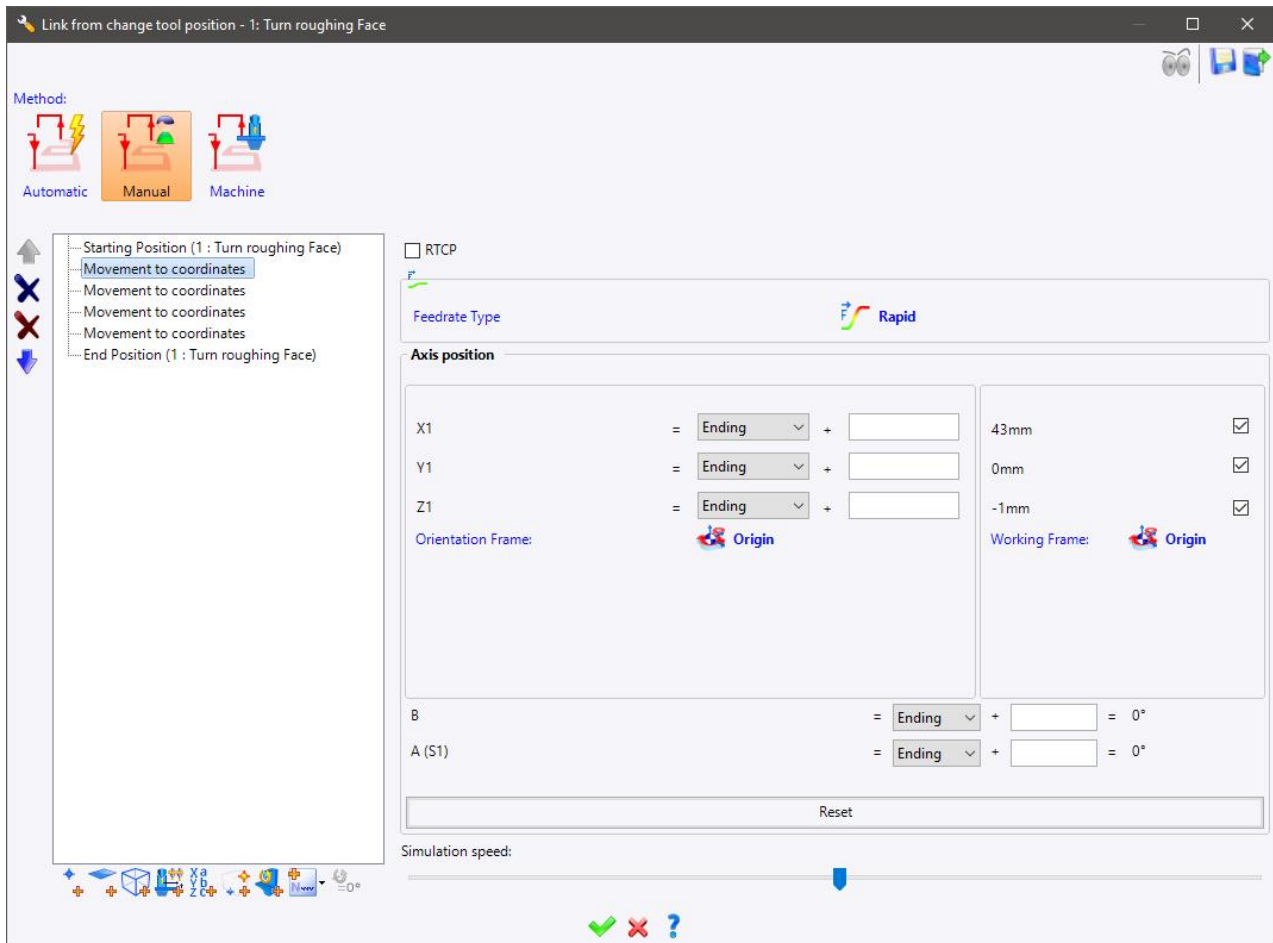 Link from change tool position - 1: Turn roughing Face
Method:
Automatic Manual Machine
Starting Position (1 : Turn roughing Face)
Movement to coordinates
Movement to coordinates
Movement to coordinates
Movement to coordinates
End Position (1 : Turn roughing Face)
RTCP
Feedrate Type Rapid
Axis position
X1 = Ending + 43mm
Y1 = Ending + 0mm
Z1 = Ending + -1mm
Orientation Frame: Origin Working Frame: Origin
B = Ending + = 0°
A (S1) = Ending + = 0°
Reset
Simulation speed: